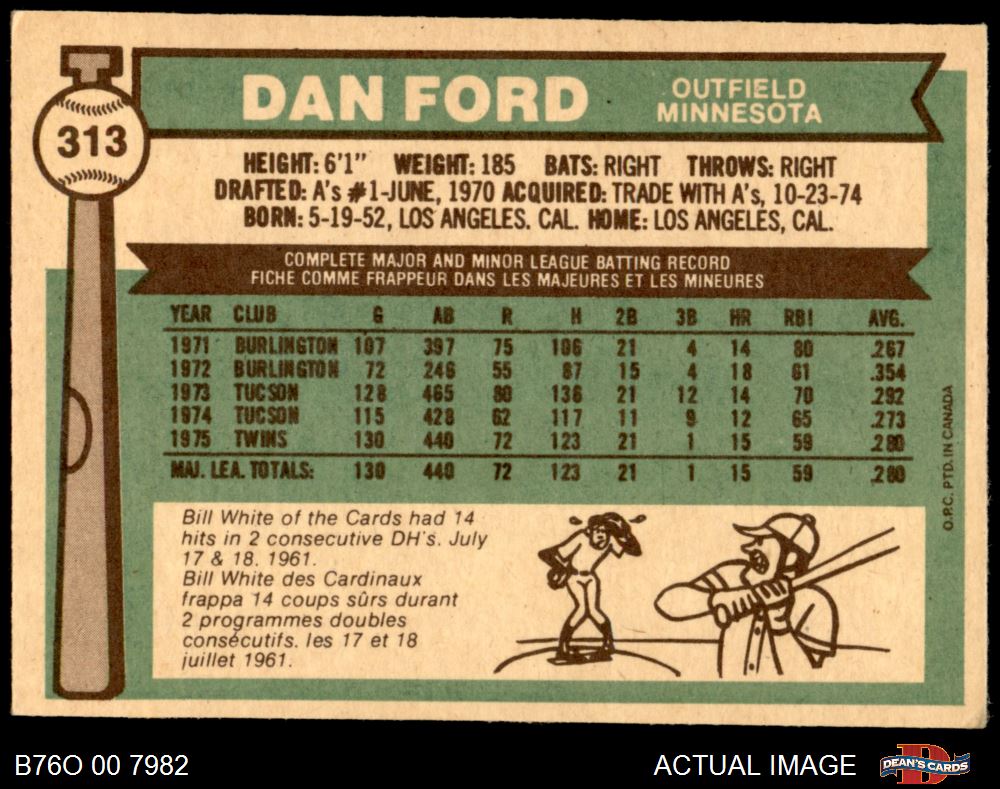 313
DAN FORD
OUTFIELD
MINNESOTA
HEIGHT: 6'1" WEIGHT: 185 BATS: RIGHT THROWS: RIGHT
DRAFTED: A's #1-JUNE, 1970 ACQUIRED: TRADE WITH A's, 10-23-74
BORN: 5-19-52, LOS ANGELES. CAL. HOME: LOS ANGELES, CAL.
COMPLETE MAJOR AND MINOR LEAGUE BATTING RECORD
FICHE COMME FRAPPEUR DANS LES MAJEURES ET LES MINEURES
YEAR CLUB G AB R H 2B 3B HR RBI AVG.
1971 BURLINGTON 107 397 75 106 21 4 14 80 .267
1972 BURLINGTON 72 246 55 87 15 4 18 61 .354
1973 TUCSON 128 465 80 136 21 12 14 70 .292
1974 TUCSON 115 428 62 117 11 9 12 65 .273
1975 TWINS 130 440 72 123 21 1 15 59 .280
MAJ. LEA. TOTALS: 130 440 72 123 21 1 15 59 .280
O.P.C. PTD. IN CANADA
Bill White of the Cards had 14
hits in 2 consecutive DH's. July
17 & 18. 1961.
Bill White des Cardinaux
frappa 14 coups sûrs durant
2 programmes doubles
consécutifs. les 17 et 18
juillet 1961.
B76O 00 7982
ACTUAL IMAGE
D
DEAN'S CARDS